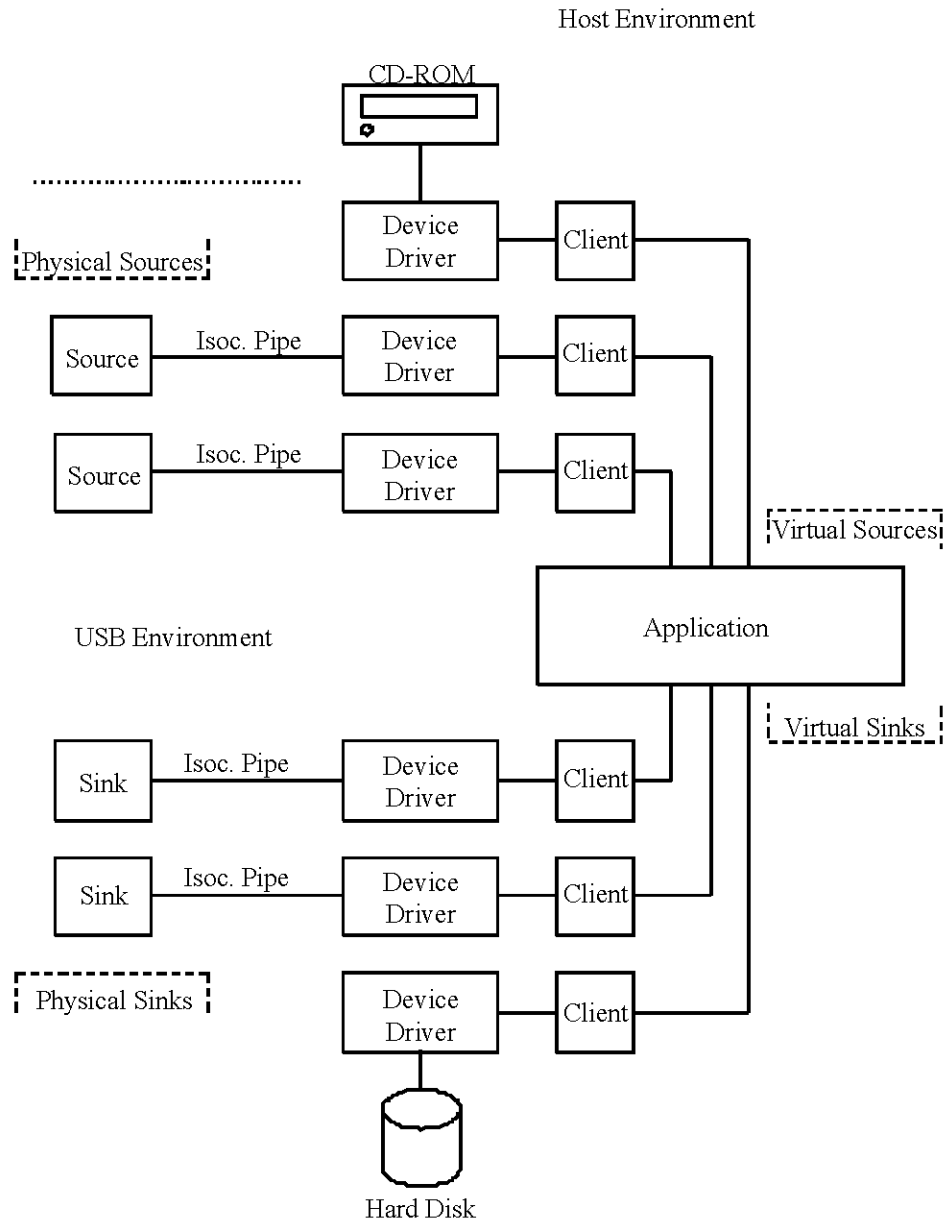 Host Environment
CD-ROM
Device
Driver
Client
Physical Sources
Source
Isoc. Pipe
Device
Driver
Client
Source
Isoc. Pipe
Device
Driver
Client
Virtual Sources
Application
USB Environment
Virtual Sinks
Sink
Isoc. Pipe
Device
Driver
Client
Sink
Isoc. Pipe
Device
Driver
Client
Physical Sinks
Device
Driver
Client
Hard Disk